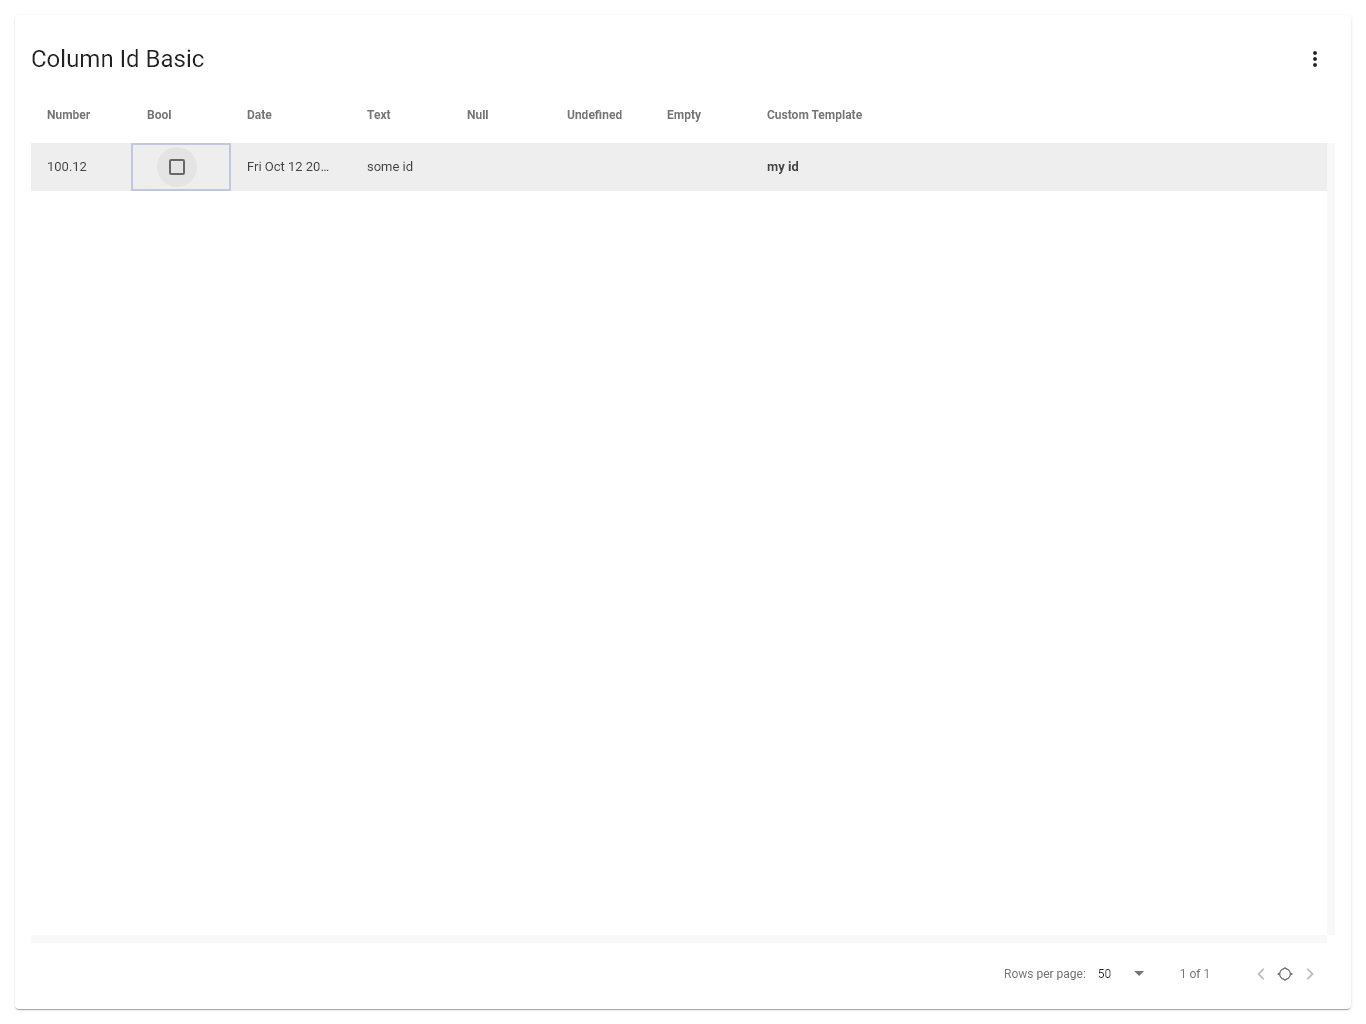 Column Id Basic
Number Bool Date Text Null Undefined Empty Custom Template
100.12 Fri Oct 12 20... some id my id
Rows per page: 50 1 of 1